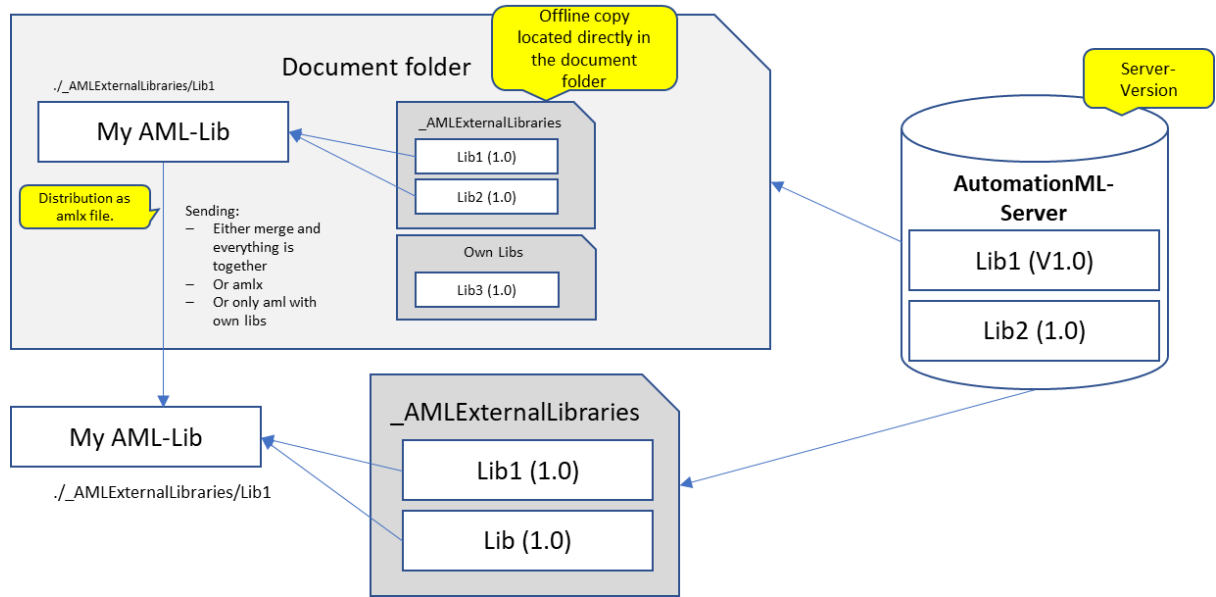 Offline copy
located directly in
the document
folder
Document folder
Server-
Version
./_AMLExternalLibraries/Lib1
My AML-Lib
_AMLExternalLibraries
Lib1 (1.0)
Lib2 (1.0)
Distribution as
amlx file.
Sending:
– Either merge and
everything is
together
– Or amlx
– Or only aml with
own libs
Own Libs
Lib3 (1.0)
AutomationML-
Server
Lib1 (V1.0)
Lib2 (1.0)
My AML-Lib
./_AMLExternalLibraries/Lib1
_AMLExternalLibraries
Lib1 (1.0)
Lib (1.0)